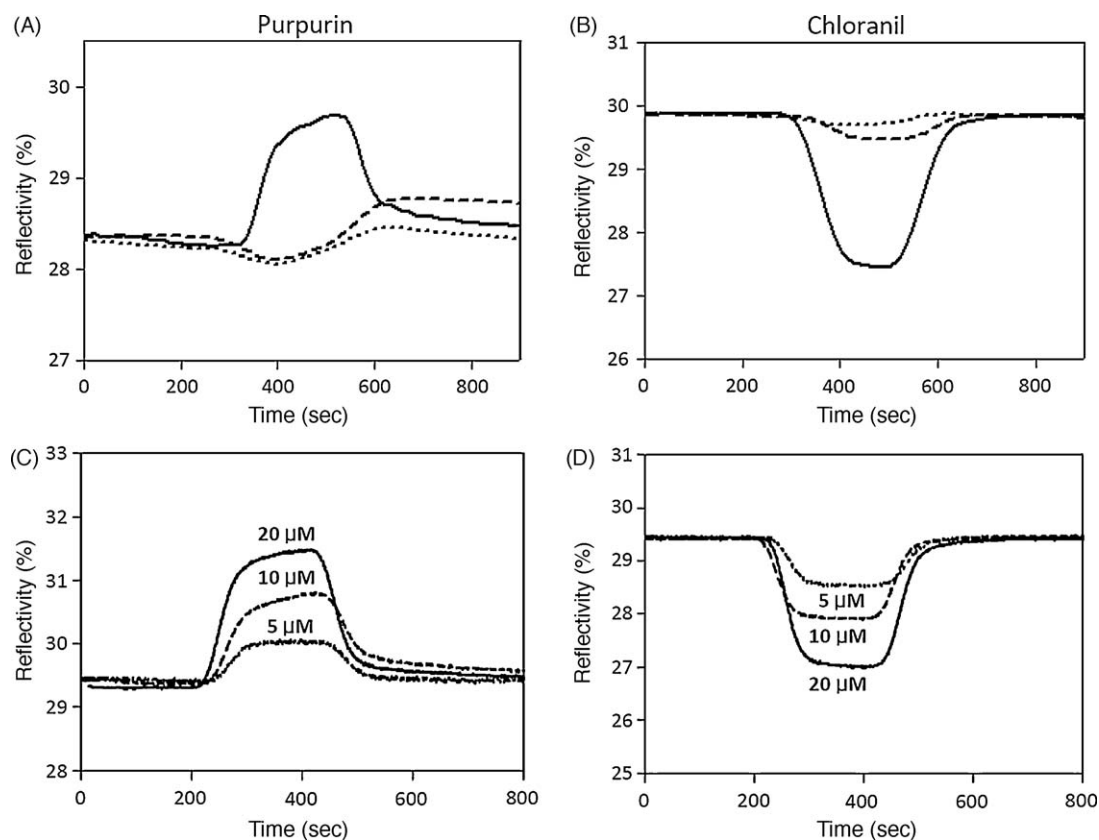 (A)
Purpurin
30
29
28
27
Reflectivity (%)
0 200 400 600 800
Time (sec)
(B)
Chloranil
31
30
29
28
27
26
Reflectivity (%)
0 200 400 600 800
Time (sec)
(C)
33
32
31
30
29
28
Reflectivity (%)
20 µM
10 µM
5 µM
0 200 400 600 800
Time (sec)
(D)
31
30
29
28
27
26
25
Reflectivity (%)
5 µM
10 µM
20 µM
0 200 400 600 800
Time (sec)